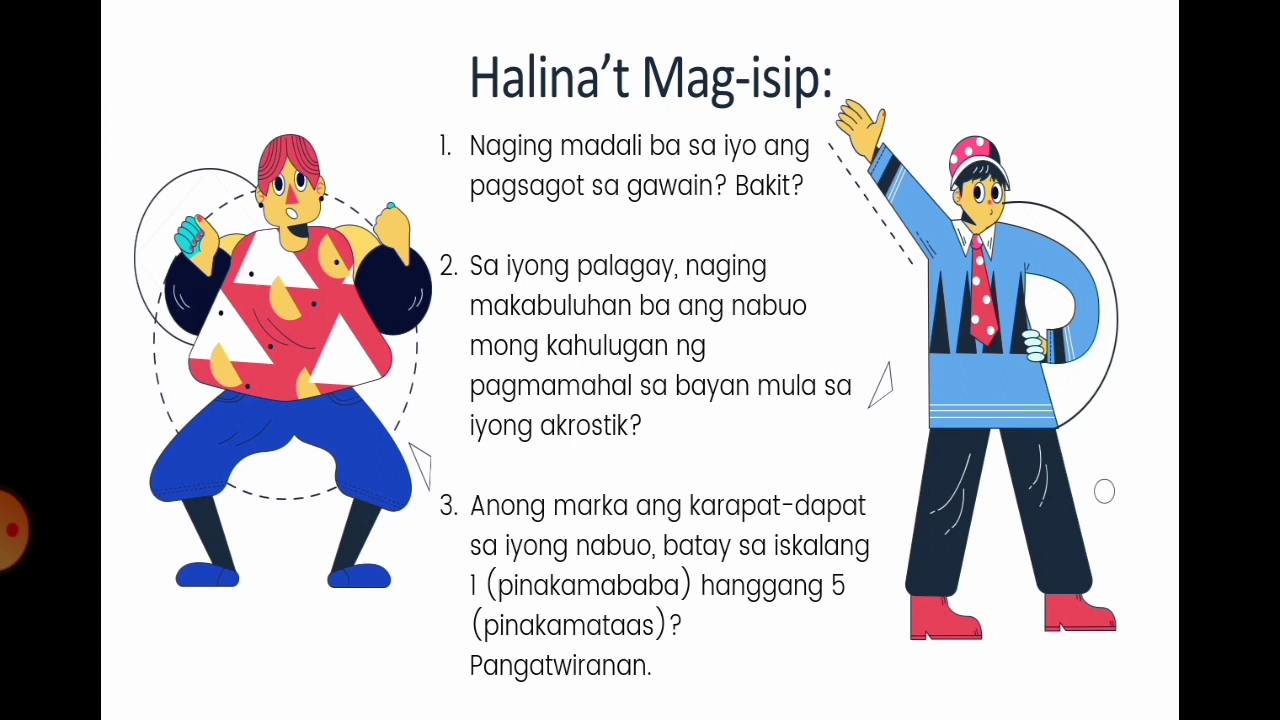 Halina’t Mag-isip:
1. Naging madali ba sa iyo ang
pagsagot sa gawain? Bakit?
2. Sa iyong palagay, naging
makabuluhan ba ang nabuo
mong kahulugan ng
pagmamahal sa bayan mula sa
iyong akrostik?
3. Anong marka ang karapat-dapat
sa iyong nabuo, batay sa iskalang
1 (pinakamababa) hanggang 5
(pinakamataas)?
Pangatwiranan.